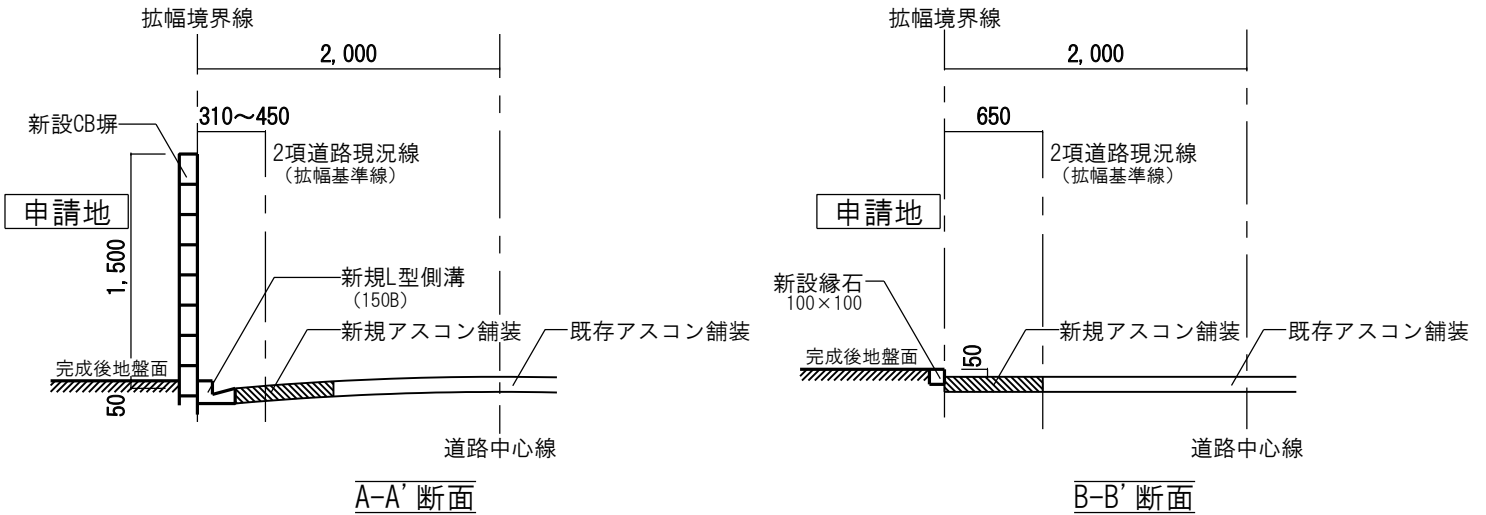 拡幅境界線
2,000
310～450
新設CB塀
2項道路現況線
(拡幅基準線)
申請地
1,500
新規L型側溝
(150B)
新規アスコン舗装
既存アスコン舗装
完成後地盤面
50
道路中心線
A-A'断面
拡幅境界線
2,000
650
2項道路現況線
(拡幅基準線)
申請地
新設縁石
100×100
新規アスコン舗装
既存アスコン舗装
完成後地盤面
50
道路中心線
B-B'断面